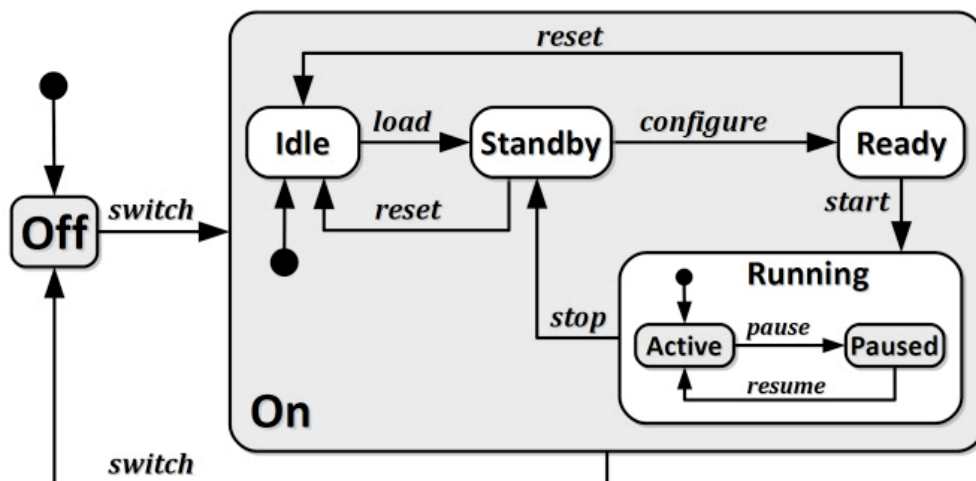 reset
Idle
load
Standby
configure
Ready
Off
switch
reset
start
Running
stop
Active
pause
Paused
resume
On
switch